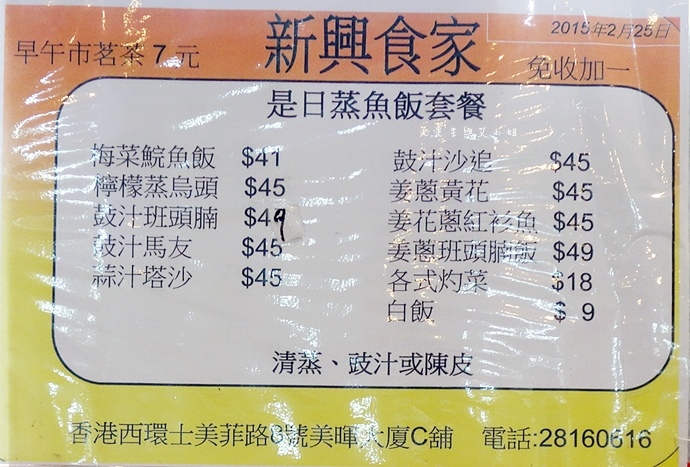 2015年2月25日
早午市茗茶 7 元
新興食家
免收加一
是日蒸魚飯套餐
梅菜鯇魚飯 $41
檸檬蒸烏頭 $45
鼓汁班頭腩 $49
豉汁馬友 $45
蒜汁塔沙 $45
鼓汁沙追 $45
姜蔥黃花 $45
姜花蔥紅衫魚 $45
姜蔥班頭腩飯 $49
各式灼菜 $18
白飯 $ 9
清蒸、豉汁或陳皮
香港西環士美菲路8號美暉大廈C舖 電話:28160616